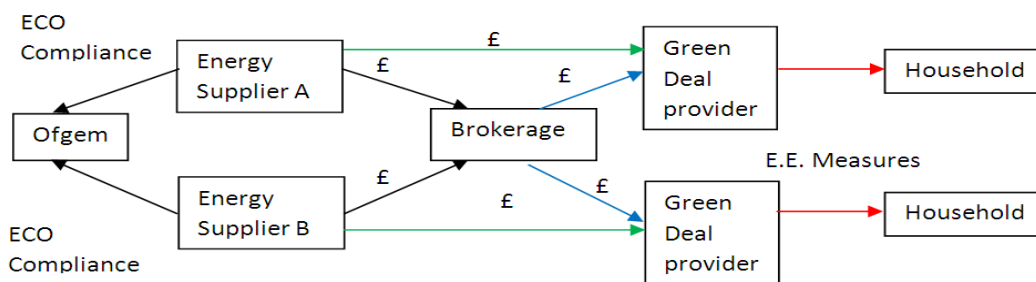 ECO
Compliance
Energy
Supplier A
£
£
£
Green
Deal
provider
Household
Ofgem
Brokerage
E.E. Measures
£
£
£
Energy
Supplier B
Green
Deal
provider
Household
ECO
Compliance